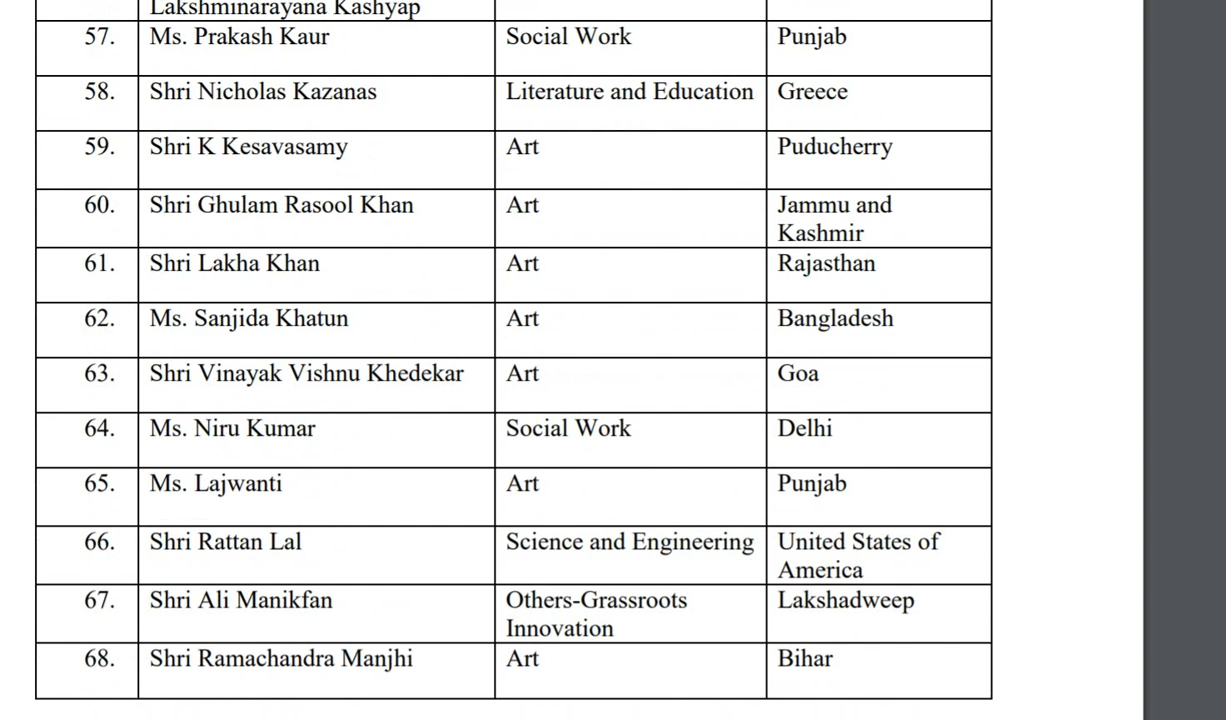 Lakshminarayana Kashyap
57. Ms. Prakash Kaur Social Work Punjab
58. Shri Nicholas Kazanas Literature and Education Greece
59. Shri K Kesavasamy Art Puducherry
60. Shri Ghulam Rasool Khan Art Jammu and
Kashmir
61. Shri Lakha Khan Art Rajasthan
62. Ms. Sanjida Khatun Art Bangladesh
63. Shri Vinayak Vishnu Khedekar Art Goa
64. Ms. Niru Kumar Social Work Delhi
65. Ms. Lajwanti Art Punjab
66. Shri Rattan Lal Science and Engineering United States of
America
67. Shri Ali Manikfan Others-Grassroots Lakshadweep
Innovation
68. Shri Ramachandra Manjhi Art Bihar